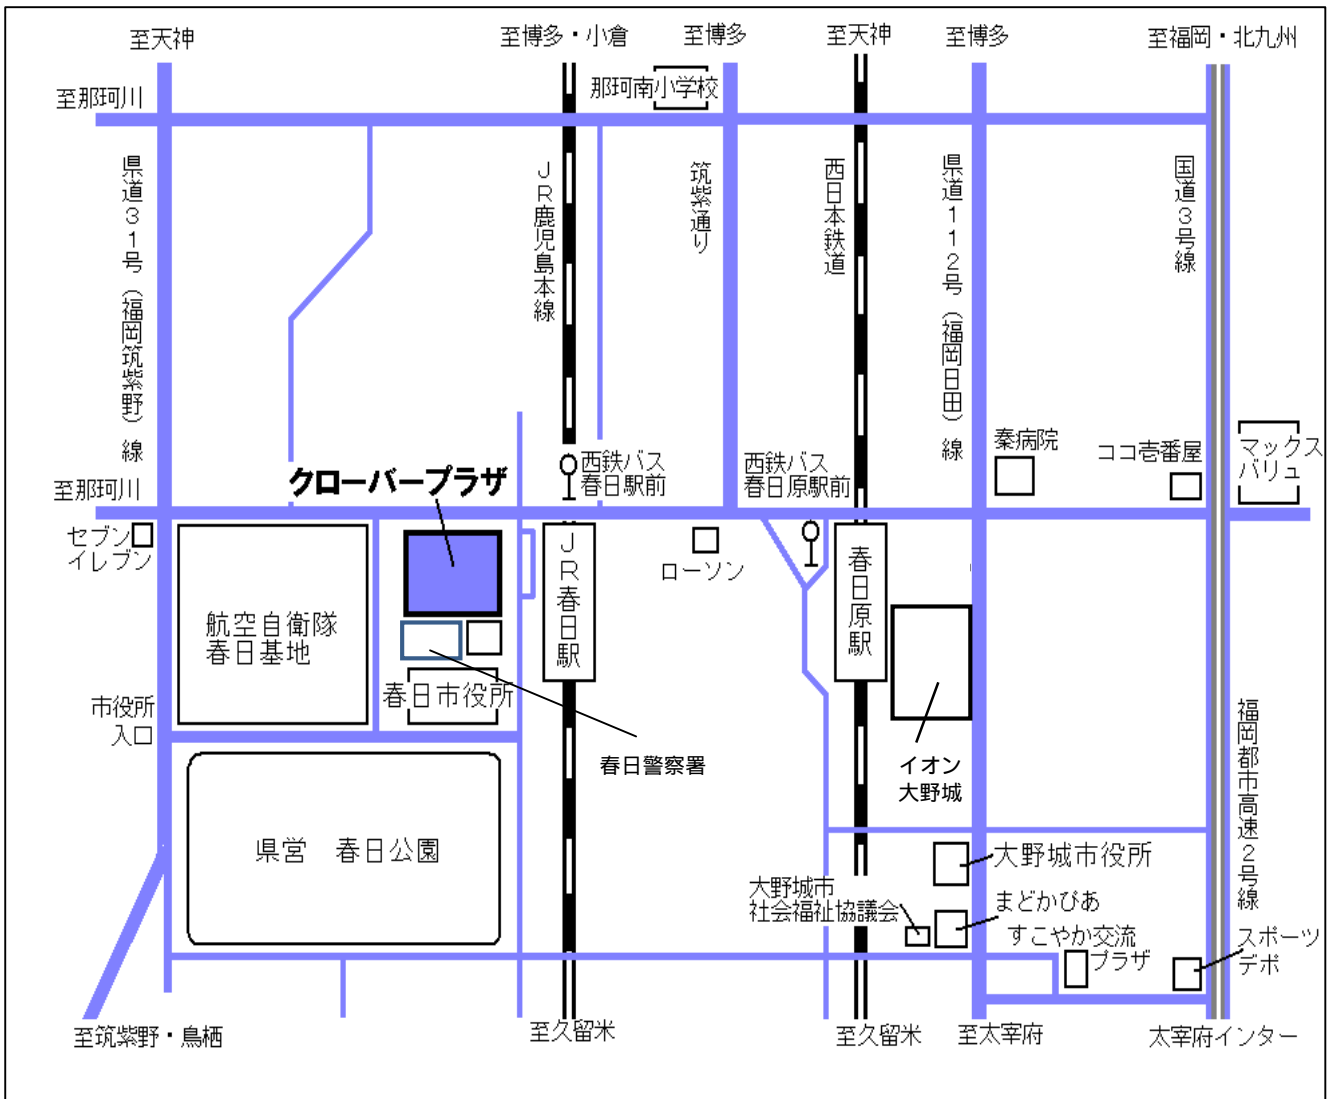 至天神
至博多・小倉
至博多
至天神
至博多
至福岡・北九州
至那珂川
那珂南小学校
県道31号（福岡筑紫野）線
JR鹿児島本線
筑紫通り
西日本鉄道
県道112号（福岡日田）線
国道3号線
至那珂川
クローバープラザ
西鉄バス
春日駅前
西鉄バス
春日原駅前
秦病院
ココ壱番屋
マックス
バリュ
セブン
イレブン
ローソン
JR春日駅
春日原駅
航空自衛隊
春日基地
春日市役所
市役所
入口
春日警察署
イオン
大野城
福岡都市高速2号線
県営　春日公園
大野城市役所
大野城市
社会福祉協議会
まどかぴあ
すこやか交流
プラザ
スポーツ
デポ
至筑紫野・鳥栖
至久留米
至久留米
至太宰府
太宰府インター